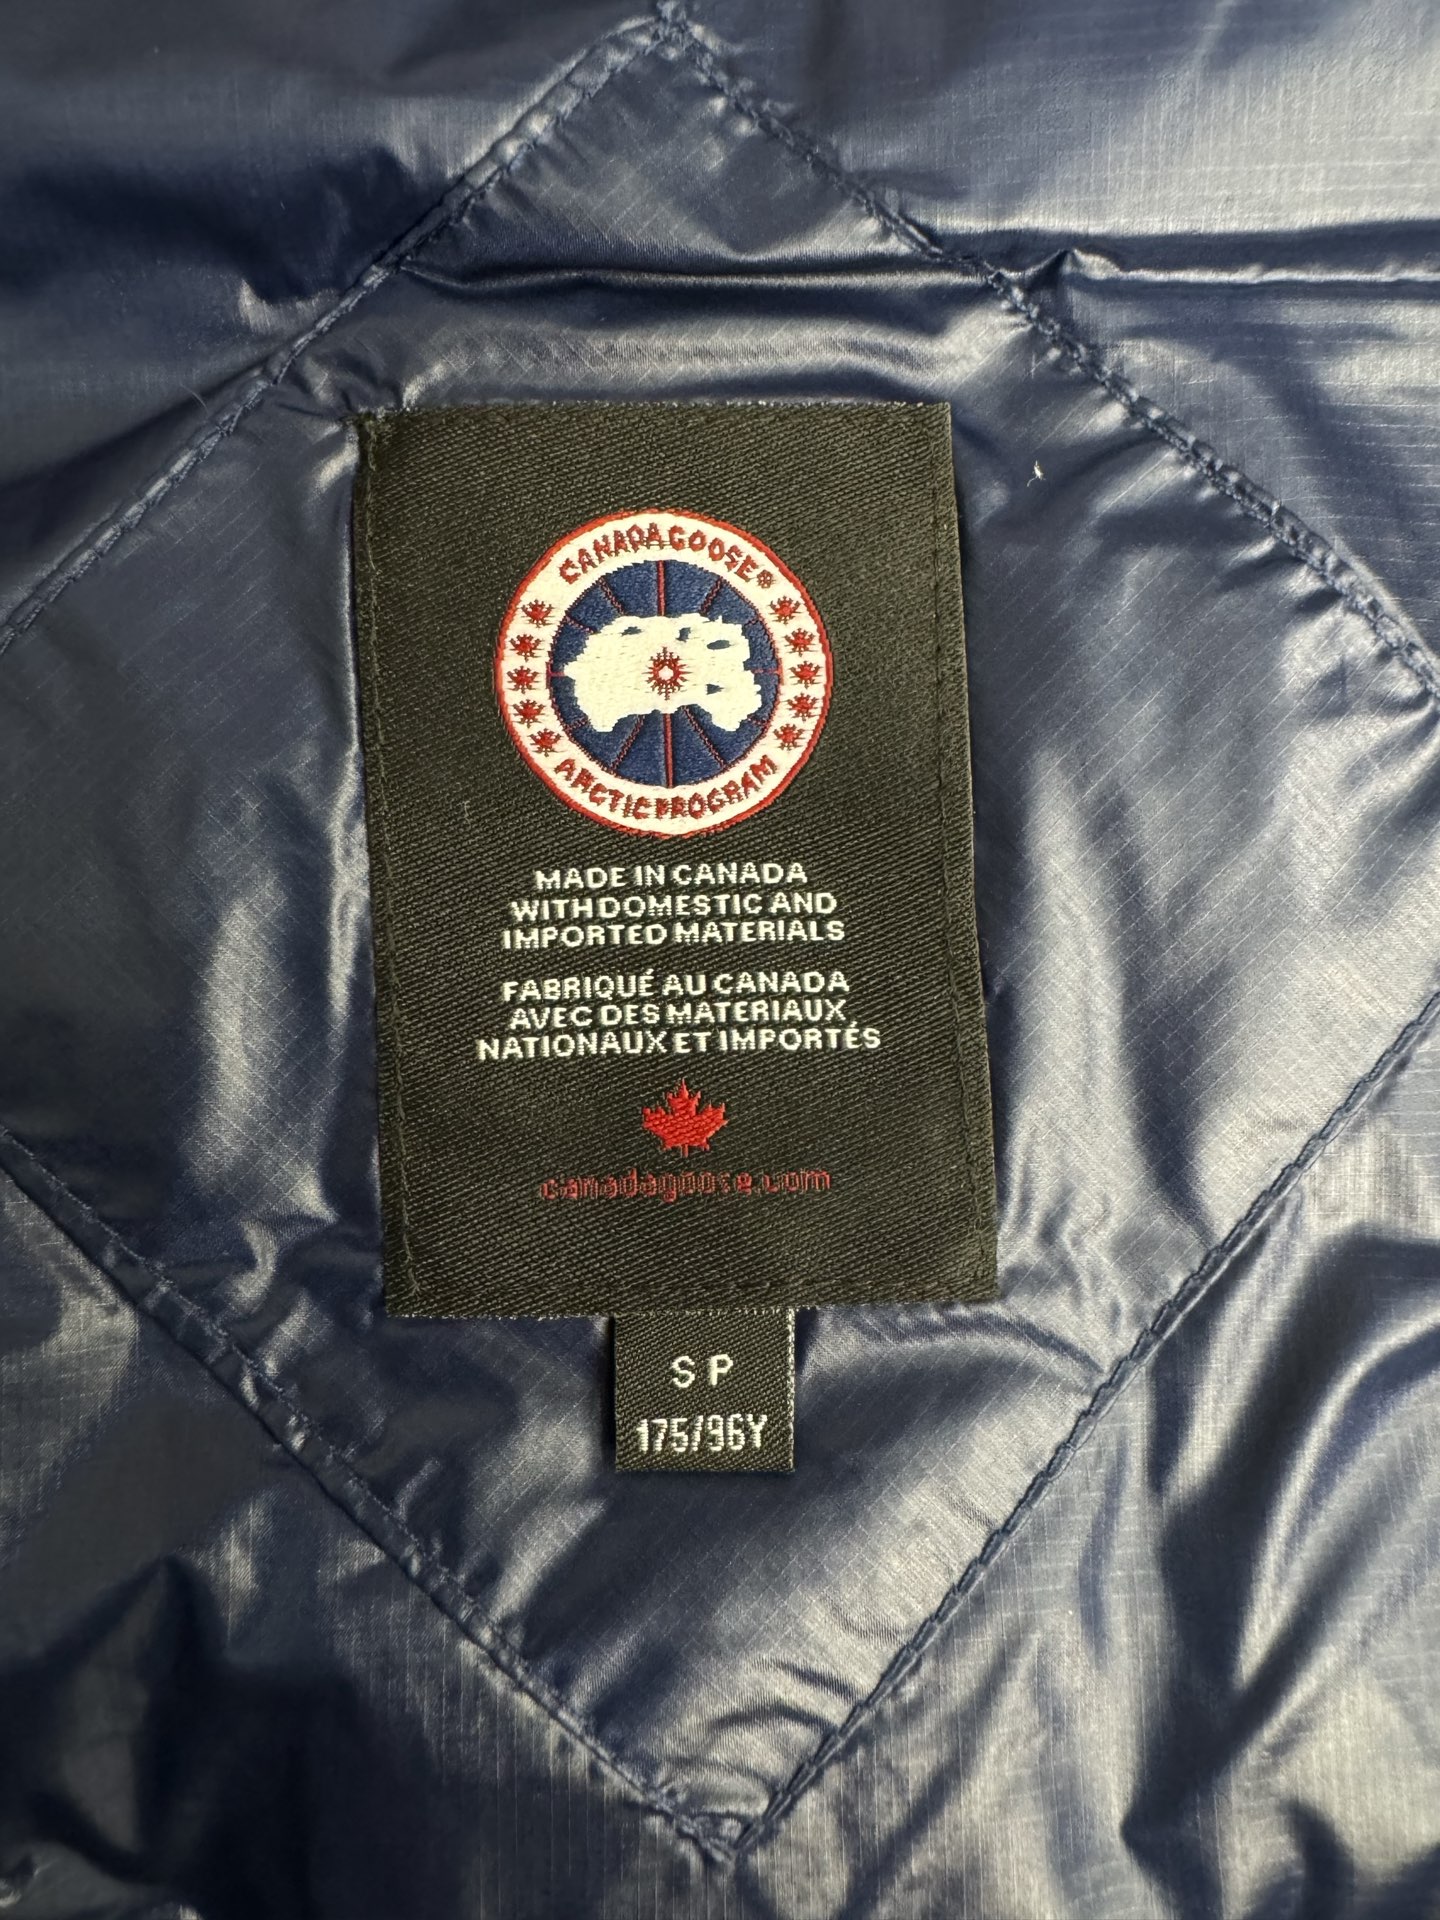 CANADA GOOSE®
ARCTIC PROGRAM
MADE IN CANADA
WITH DOMESTIC AND
IMPORTED MATERIALS
FABRIQUÉ AU CANADA
AVEC DES MATERIAUX
NATIONAUX ET IMPORTÉS
canadagoose.com
S P
175/96Y